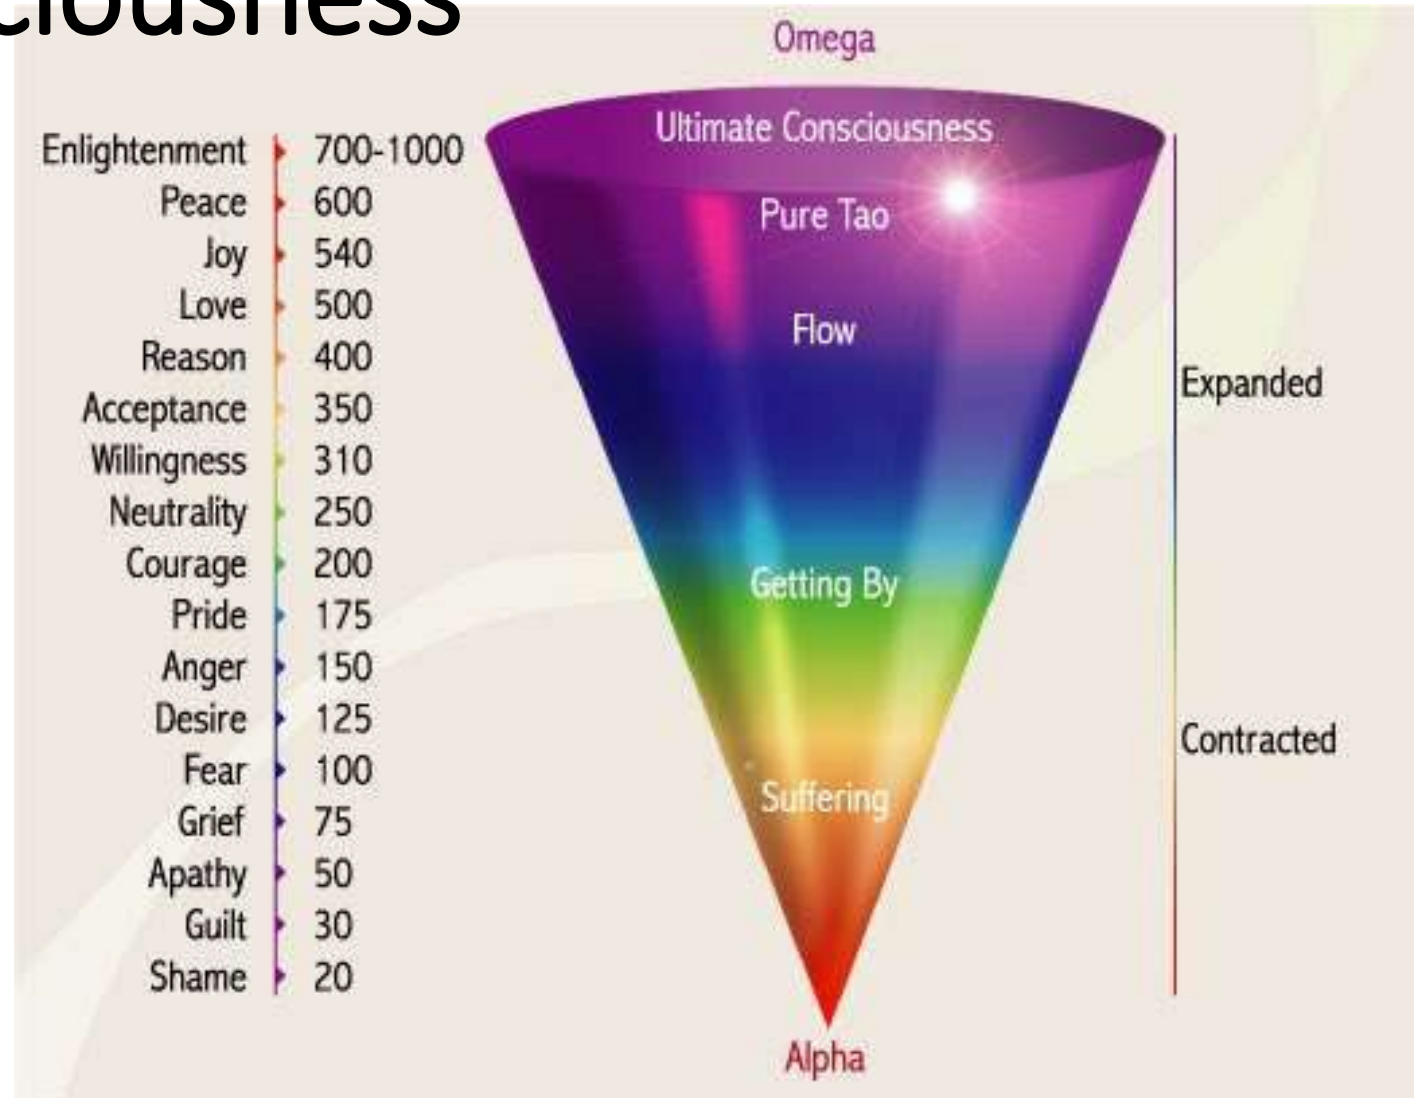 ciousness
Omega
Ultimate Consciousness
Enlightenment 700-1000
Peace 600
Pure Tao
Joy 540
Love 500
Flow
Reason 400
Expanded
Acceptance 350
Willingness 310
Neutrality 250
Courage 200
Getting By
Pride 175
Anger 150
Desire 125
Contracted
Fear 100
Suffering
Grief 75
Apathy 50
Guilt 30
Shame 20
Alpha